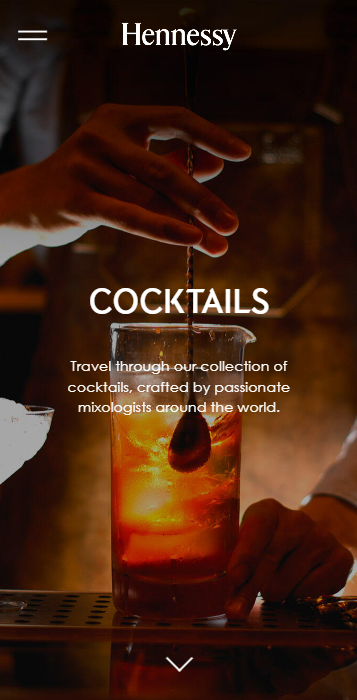 Hennessy
COCKTAILS
Travel through our collection of
cocktails, crafted by passionate
mixologists around the world.